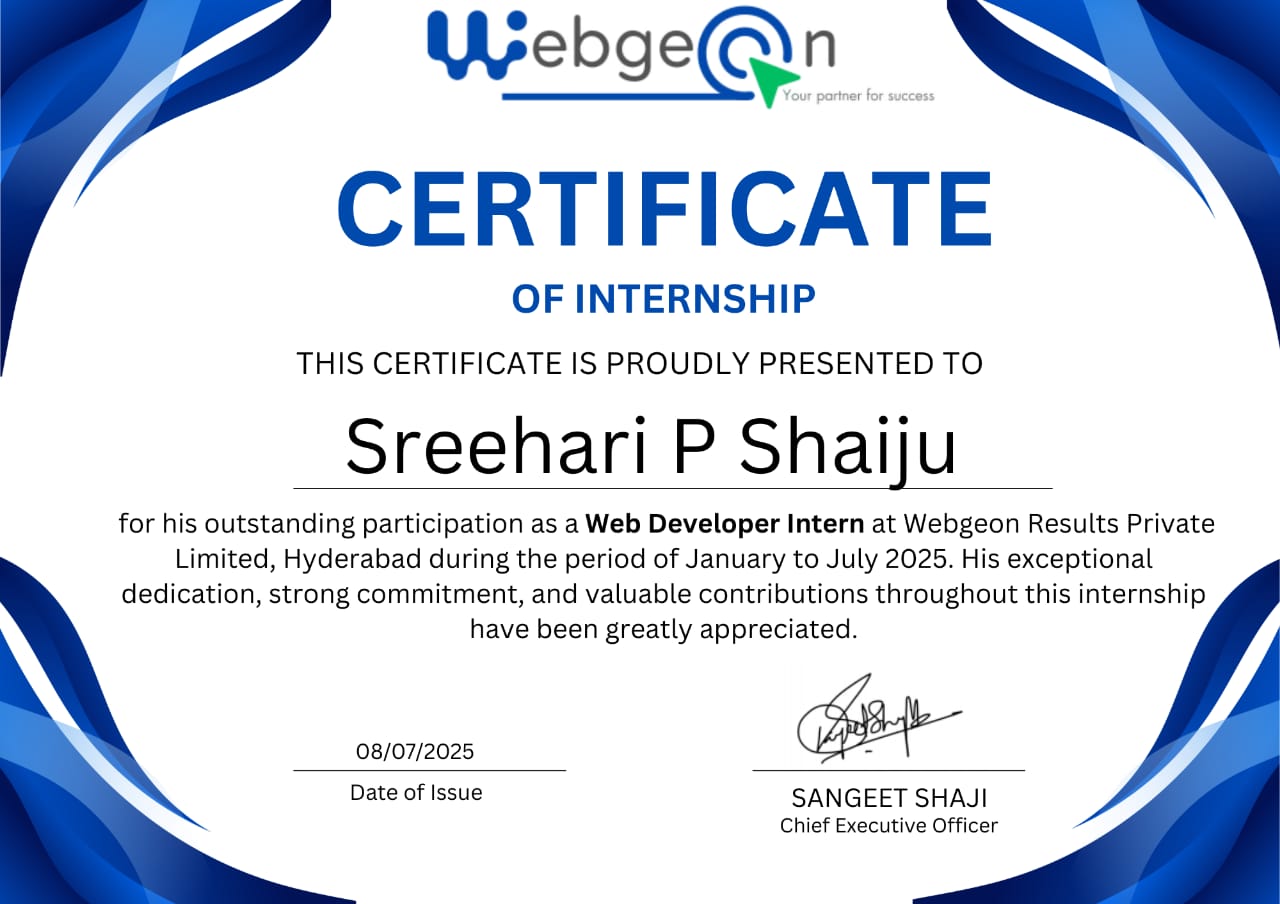 Webgeon
Your partner for success
CERTIFICATE
OF INTERNSHIP
THIS CERTIFICATE IS PROUDLY PRESENTED TO
Sreehari P Shaiju
for his outstanding participation as a Web Developer Intern at Webgeon Results Private
Limited, Hyderabad during the period of January to July 2025. His exceptional
dedication, strong commitment, and valuable contributions throughout this internship
have been greatly appreciated.
08/07/2025
Date of Issue
SANGEET SHAJI
Chief Executive Officer